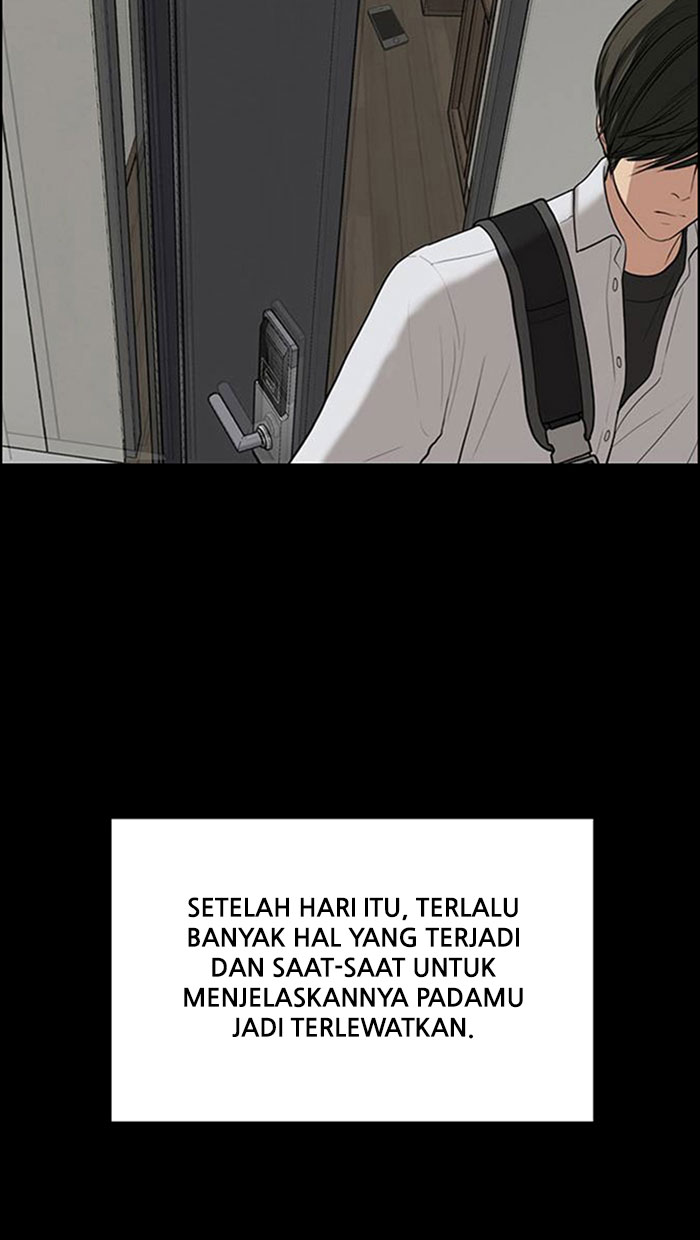 SETELAH HARI ITU, TERLALU
BANYAK HAL YANG TERJADI
DAN SAAT-SAAT UNTUK
MENJELASKANNYA PADAMU
JADI TERLEWATKAN.